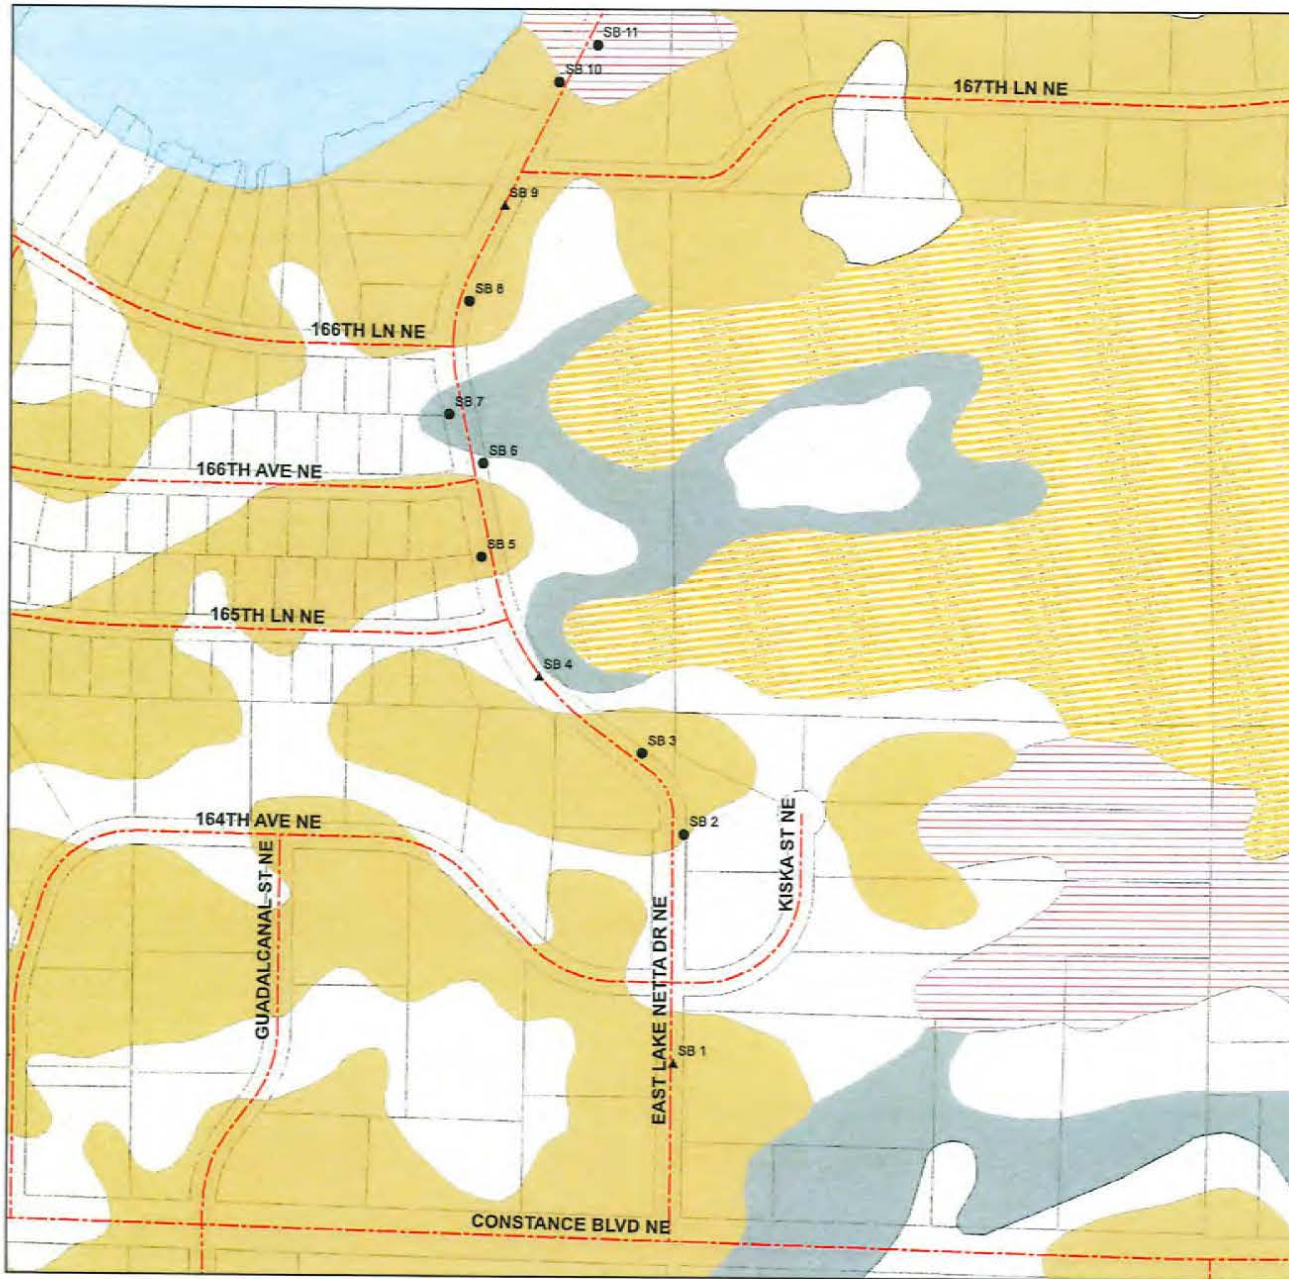 SB 11
SB 10
167TH LN NE
SB 9
SB 8
166TH LN NE
SB 7
SB 6
166TH AVE NE
SB 5
165TH LN NE
SB 4
SB 3
164TH AVE NE
SB 2
KISKA ST NE
GUADALCANAL ST NE
EAST LAKE NETTA DR NE
SB 1
CONSTANCE BLVD NE